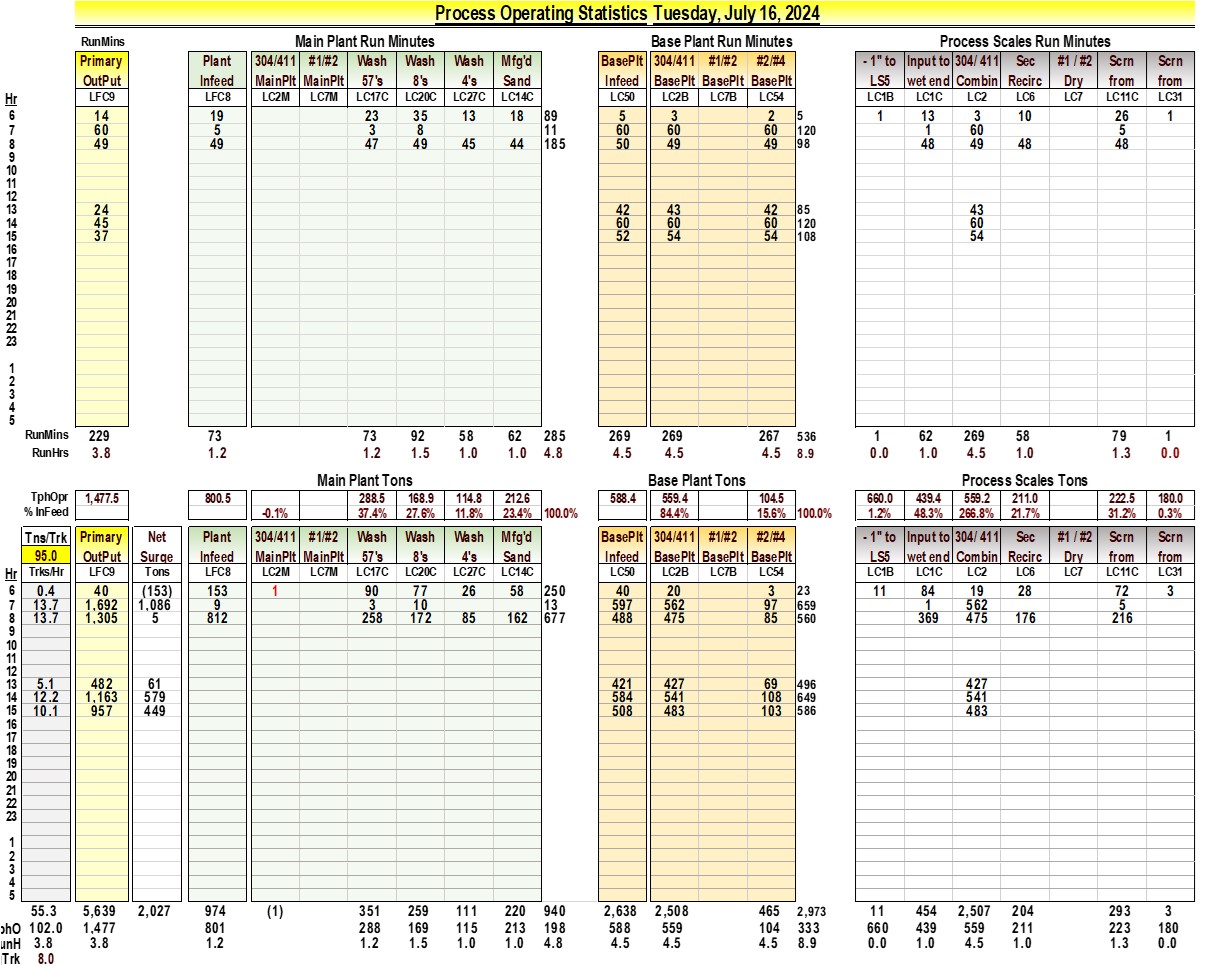 Process Operating Statistics Tuesday, July 16, 2024
RunMins Main Plant Run Minutes Base Plant Run Minutes Process Scales Run Minutes
Primary Plant 304/411 #1/#2 Wash Wash Wash Mfg'd BasePlt 304/411 #1/#2 #2/#4 - 1" to Input to 304/ 411 Sec #1 / #2 Scrn Scrn
OutPut Infeed MainPlt MainPlt 57's 8's 4's Sand Infeed BasePlt BasePlt BasePlt LS5 wet end Combin Recirc Dry from from
Hr LFC9 LFC8 LC2M LC7M LC17C LC20C LC27C LC14C LC50 LC2B LC7B LC54 LC1B LC1C LC2 LC6 LC7 LC11C LC31
6 14 19 23 35 13 18 89 5 3 2 5 1 13 3 10 26 1
7 60 5 3 8 11 60 60 60 120 1 60 5
8 49 49 47 49 45 44 185 50 49 49 98 48 49 48 48
9
10
11
12
13 24 42 43 42 85 43
14 45 60 60 60 120 60
15 37 52 54 54 108 54
16
17
18
19
20
21
22
23
1
2
3
4
5
RunMins 229 73 73 92 58 62 285 269 269 267 536 1 62 269 58 79 1
RunHrs 3.8 1.2 1.2 1.5 1.0 1.0 4.8 4.5 4.5 4.5 8.9 0.0 1.0 4.5 1.0 1.3 0.0
Main Plant Tons Base Plant Tons Process Scales Tons
TphOpr 1,477.5 800.5 288.5 168.9 114.8 212.6 588.4 559.4 104.5 660.0 439.4 559.2 211.0 222.5 180.0
% InFeed -0.1% 37.4% 27.6% 11.8% 23.4% 100.0% 84.4% 15.6% 100.0% 1.2% 48.3% 266.8% 21.7% 31.2% 0.3%
Tns/Trk Primary Net Plant 304/411 #1/#2 Wash Wash Wash Mfg'd BasePlt 304/411 #1/#2 #2/#4 - 1" to Input to 304/ 411 Sec #1 / #2 Scrn Scrn
95.0 OutPut Surge Infeed MainPlt MainPlt 57's 8's 4's Sand Infeed BasePlt BasePlt BasePlt LS5 wet end Combin Recirc Dry from from
Hr Trks/Hr LFC9 Tons LFC8 LC2M LC7M LC17C LC20C LC27C LC14C LC50 LC2B LC7B LC54 LC1B LC1C LC2 LC6 LC7 LC11C LC31
6 0.4 40 (153) 153 1 90 77 26 58 250 40 20 3 23 11 84 19 28 72 3
7 13.7 1,692 1,086 9 3 10 13 597 562 97 659 1 562 5
8 13.7 1,305 5 812 258 172 85 162 677 488 475 85 560 369 475 176 216
9
10
11
12
13 5.1 482 61 421 427 69 496 427
14 12.2 1,163 579 584 541 108 649 541
15 10.1 957 449 508 483 103 586 483
16
17
18
19
20
21
22
23
1
2
3
4
5
55.3 5,639 2,027 974 (1) 351 259 111 220 940 2,638 2,508 465 2,973 11 454 2,507 204 293 3
phO 102.0 1,477 801 288 169 115 213 198 588 559 104 333 660 439 559 211 223 180
unH 3.8 3.8 1.2 1.2 1.5 1.0 1.0 4.8 4.5 4.5 4.5 8.9 0.0 1.0 4.5 1.0 1.3 0.0
Trk 8.0